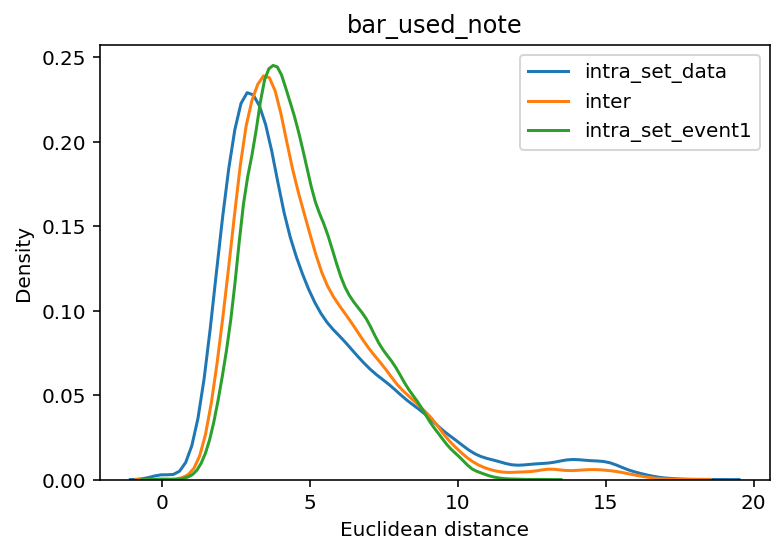 bar_used_note
0.25
0.20
0.15
0.10
0.05
0.00
Density
intra_set_data
inter
intra_set_event1
0 5 10 15 20
Euclidean distance